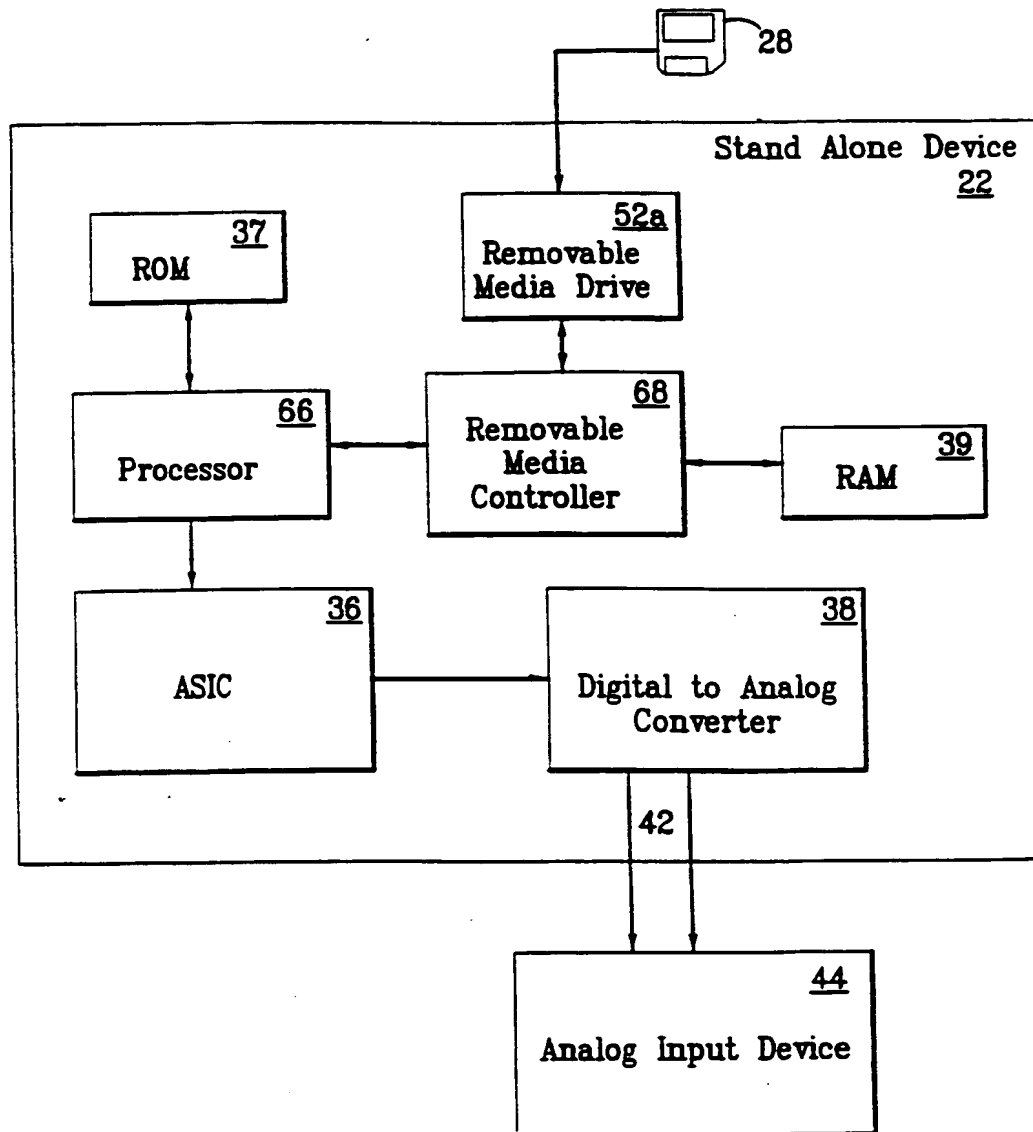 28
Stand Alone Device
22
37
ROM
52a
Removable
Media Drive
66
Processor
68
Removable
Media
Controller
39
RAM
36
ASIC
38
Digital to Analog
Converter
42
44
Analog Input Device